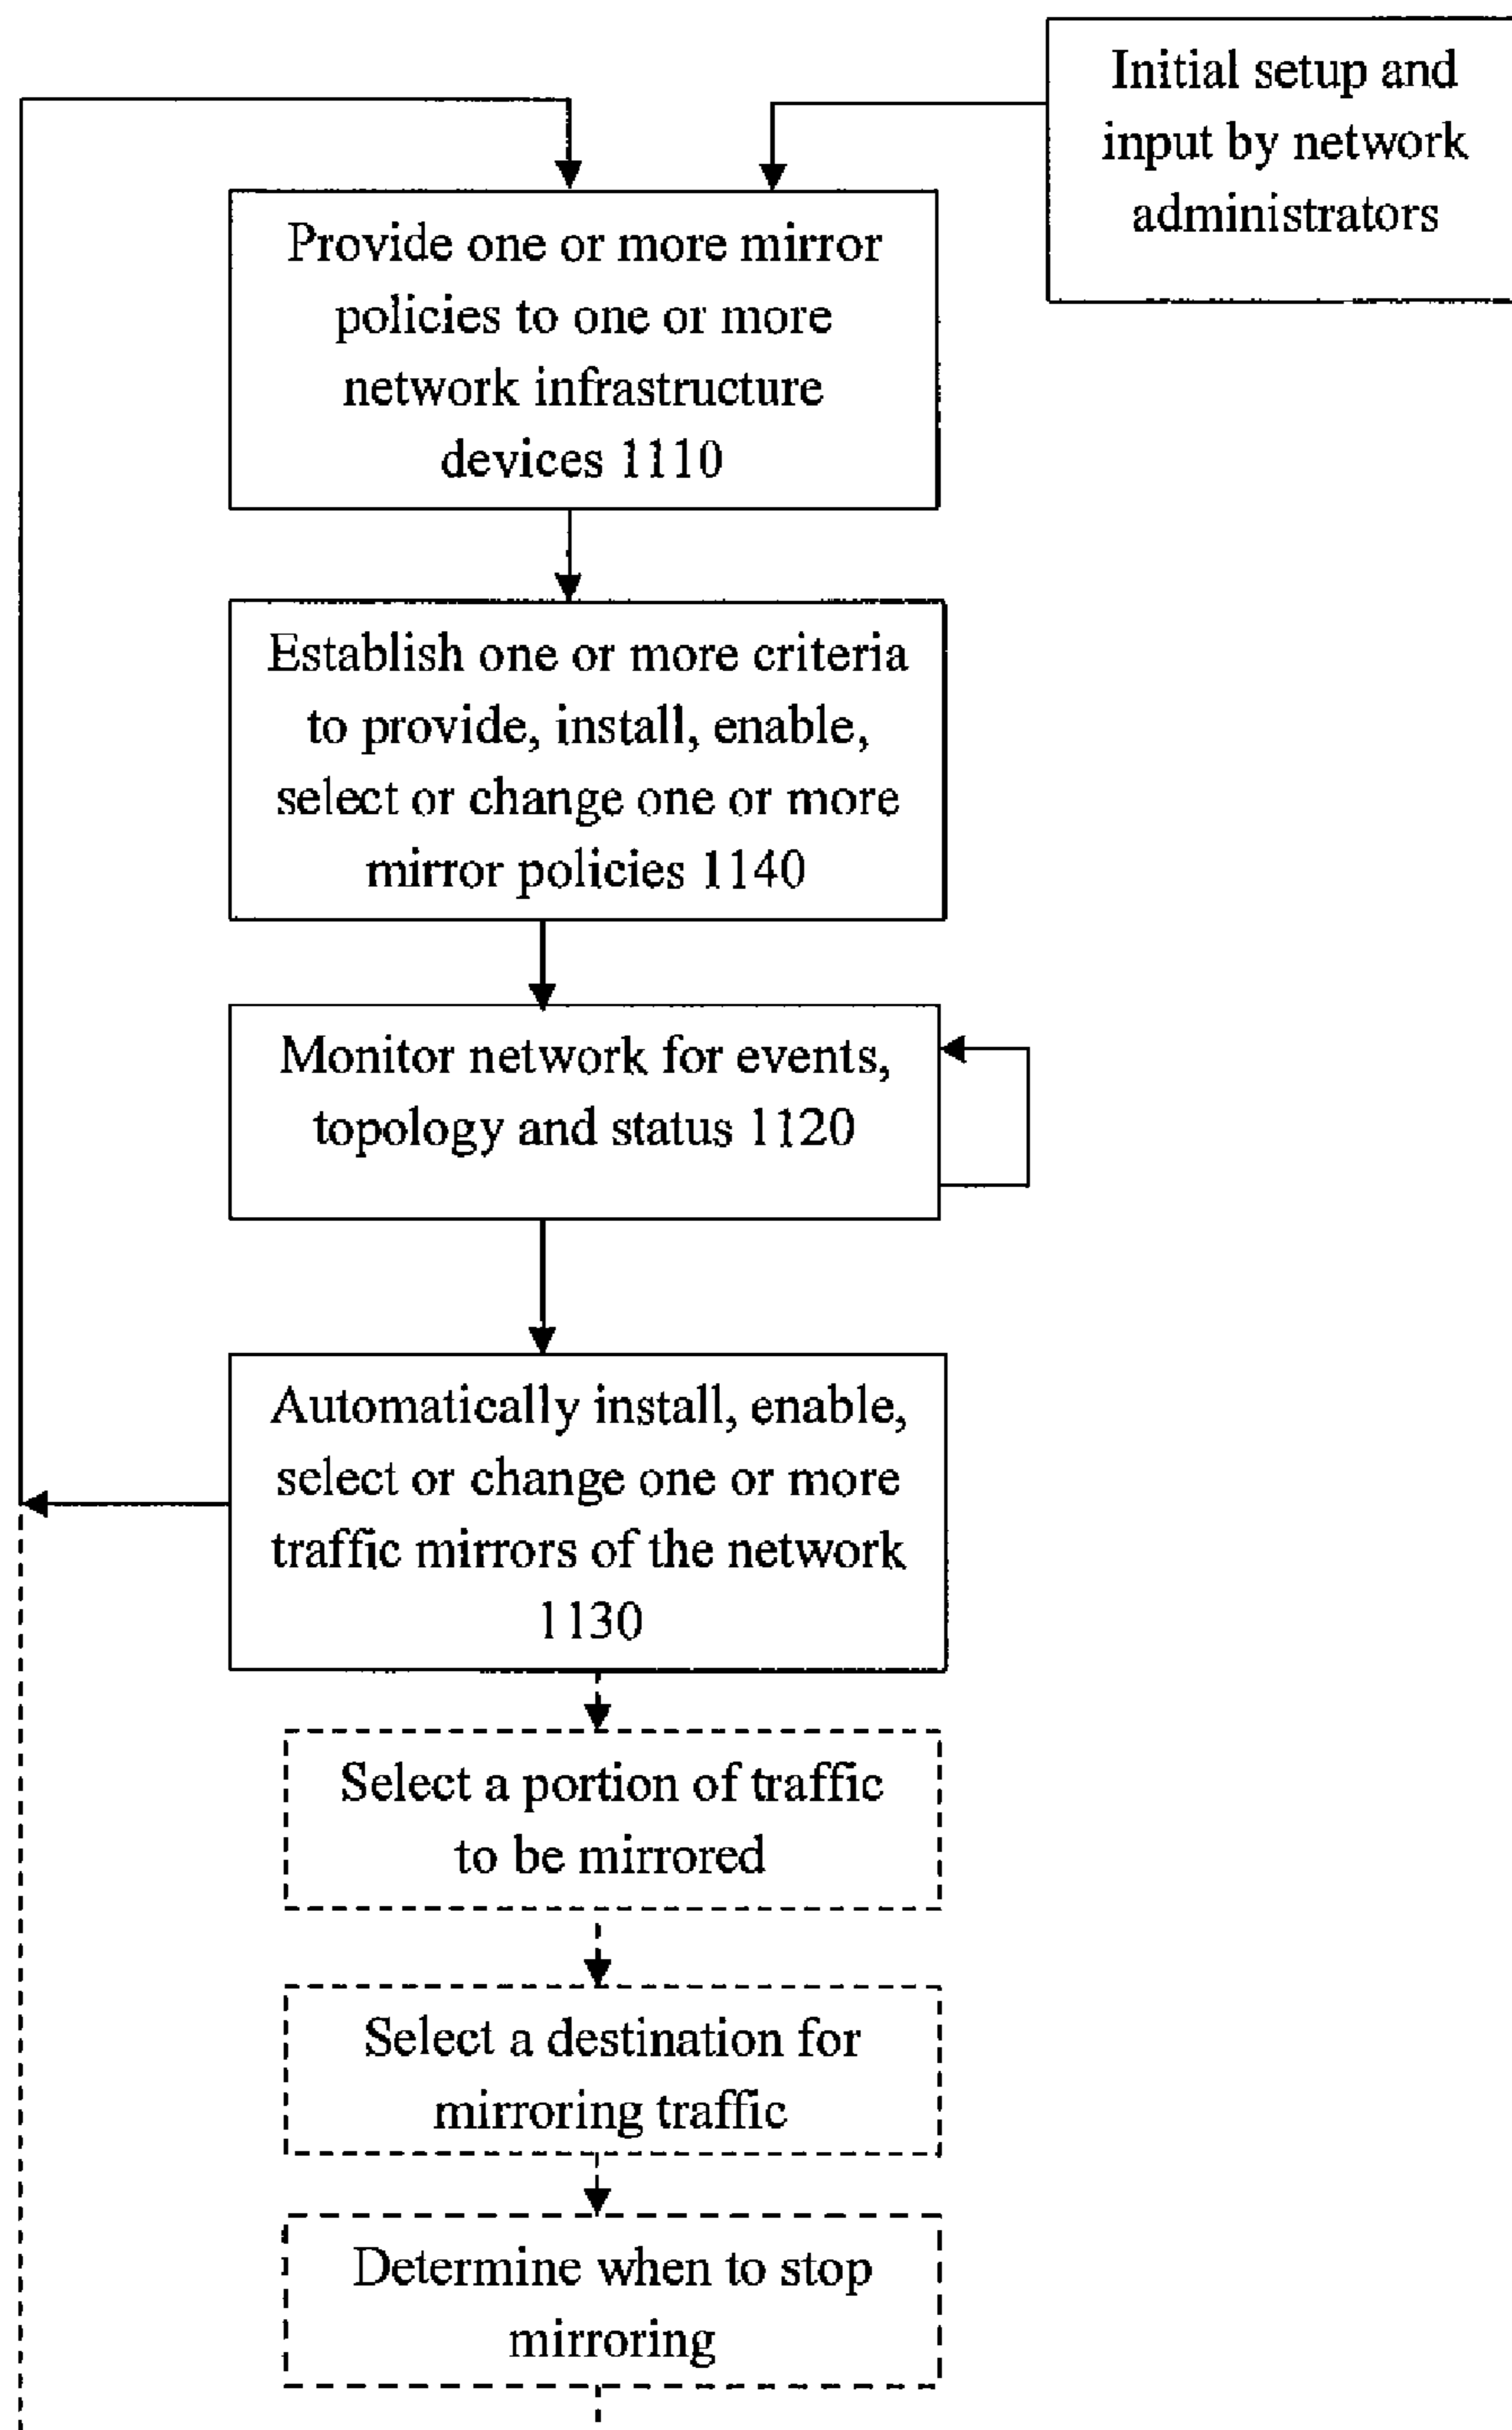 Initial setup and
input by network
administrators
Provide one or more mirror
policies to one or more
network infrastructure
devices 1110
Establish one or more criteria
to provide, install, enable,
select or change one or more
mirror policies 1140
Monitor network for events,
topology and status 1120
Automatically install, enable,
select or change one or more
traffic mirrors of the network
1130
Select a portion of traffic
to be mirrored
Select a destination for
mirroring traffic
Determine when to stop
mirroring